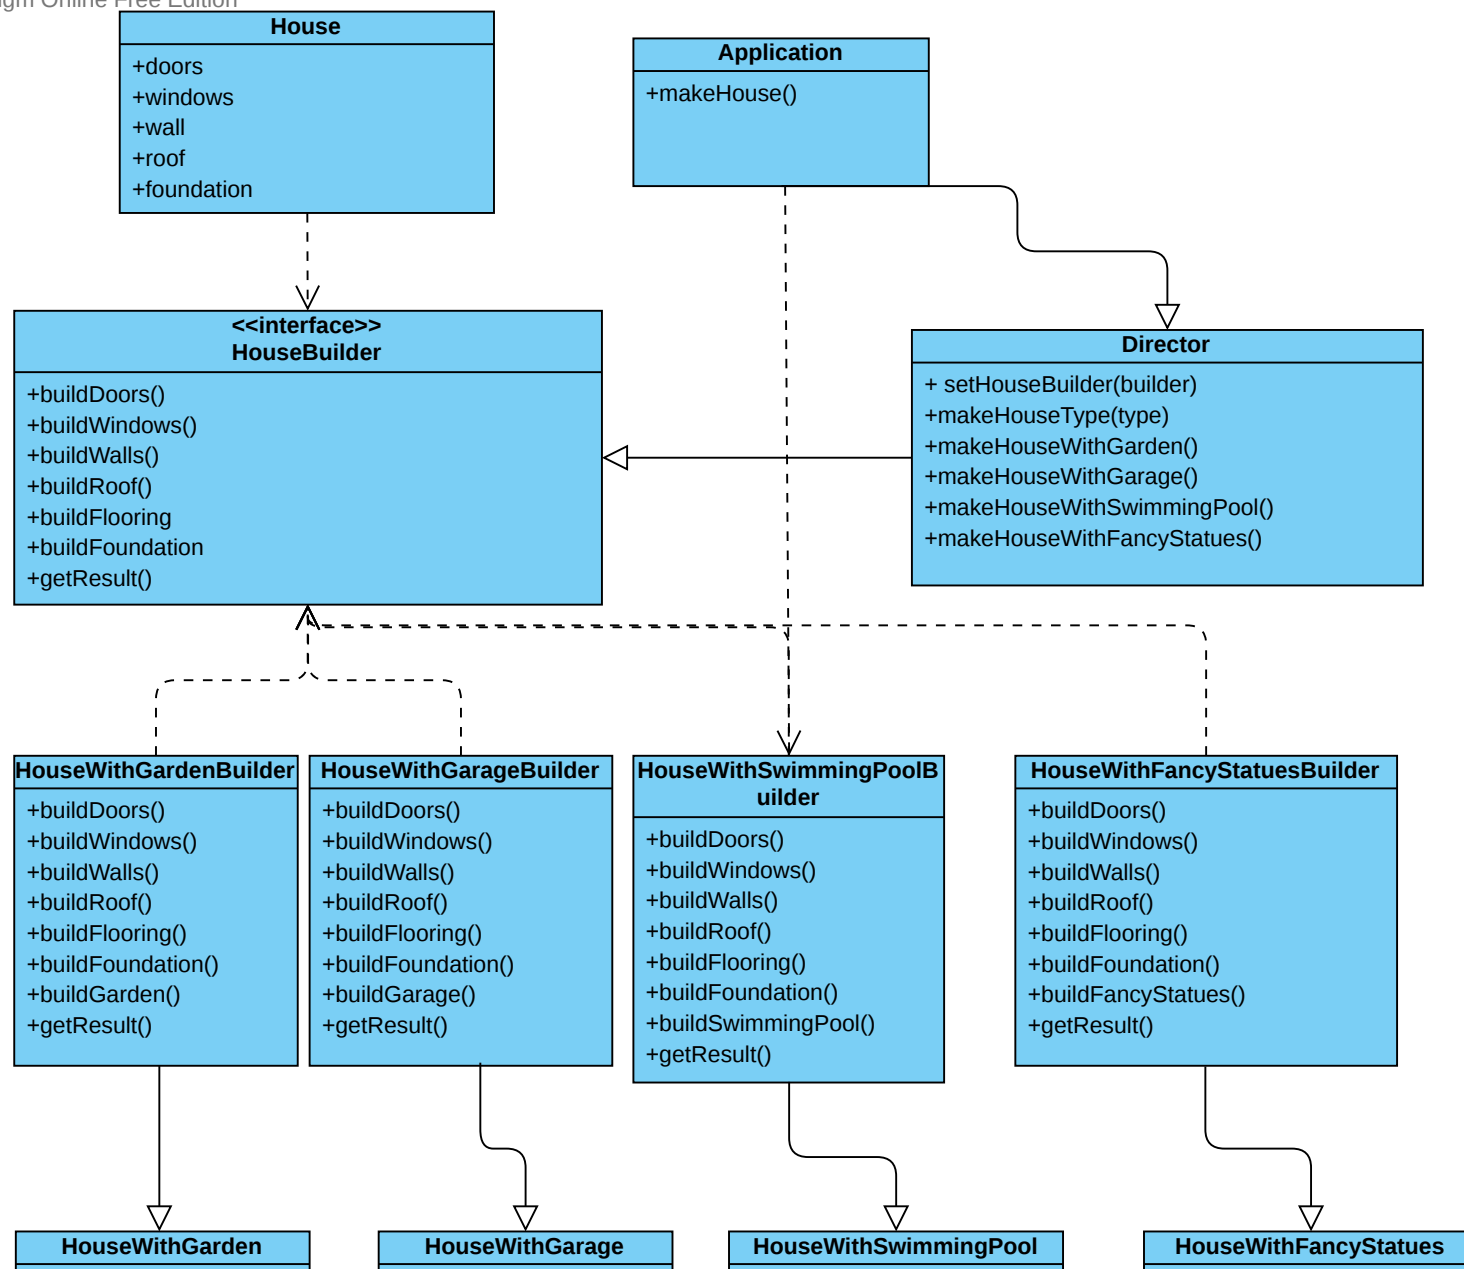 Online Free Edition
House
+doors
+windows
+wall
+roof
+foundation
Application
+makeHouse()
<<interface>>
HouseBuilder
+buildDoors()
+buildWindows()
+buildWalls()
+buildRoof()
+buildFlooring
+buildFoundation
+getResult()
Director
+ setHouseBuilder(builder)
+makeHouseType(type)
+makeHouseWithGarden()
+makeHouseWithGarage()
+makeHouseWithSwimmingPool()
+makeHouseWithFancyStatues()
HouseWithGardenBuilder
+buildDoors()
+buildWindows()
+buildWalls()
+buildRoof()
+buildFlooring()
+buildFoundation()
+buildGarden()
+getResult()
HouseWithGarageBuilder
+buildDoors()
+buildWindows()
+buildWalls()
+buildRoof()
+buildFlooring()
+buildFoundation()
+buildGarage()
+getResult()
HouseWithSwimmingPoolB
uilder
+buildDoors()
+buildWindows()
+buildWalls()
+buildRoof()
+buildFlooring()
+buildFoundation()
+buildSwimmingPool()
+getResult()
HouseWithFancyStatuesBuilder
+buildDoors()
+buildWindows()
+buildWalls()
+buildRoof()
+buildFlooring()
+buildFoundation()
+buildFancyStatues()
+getResult()
HouseWithGarden
HouseWithGarage
HouseWithSwimmingPool
HouseWithFancyStatues